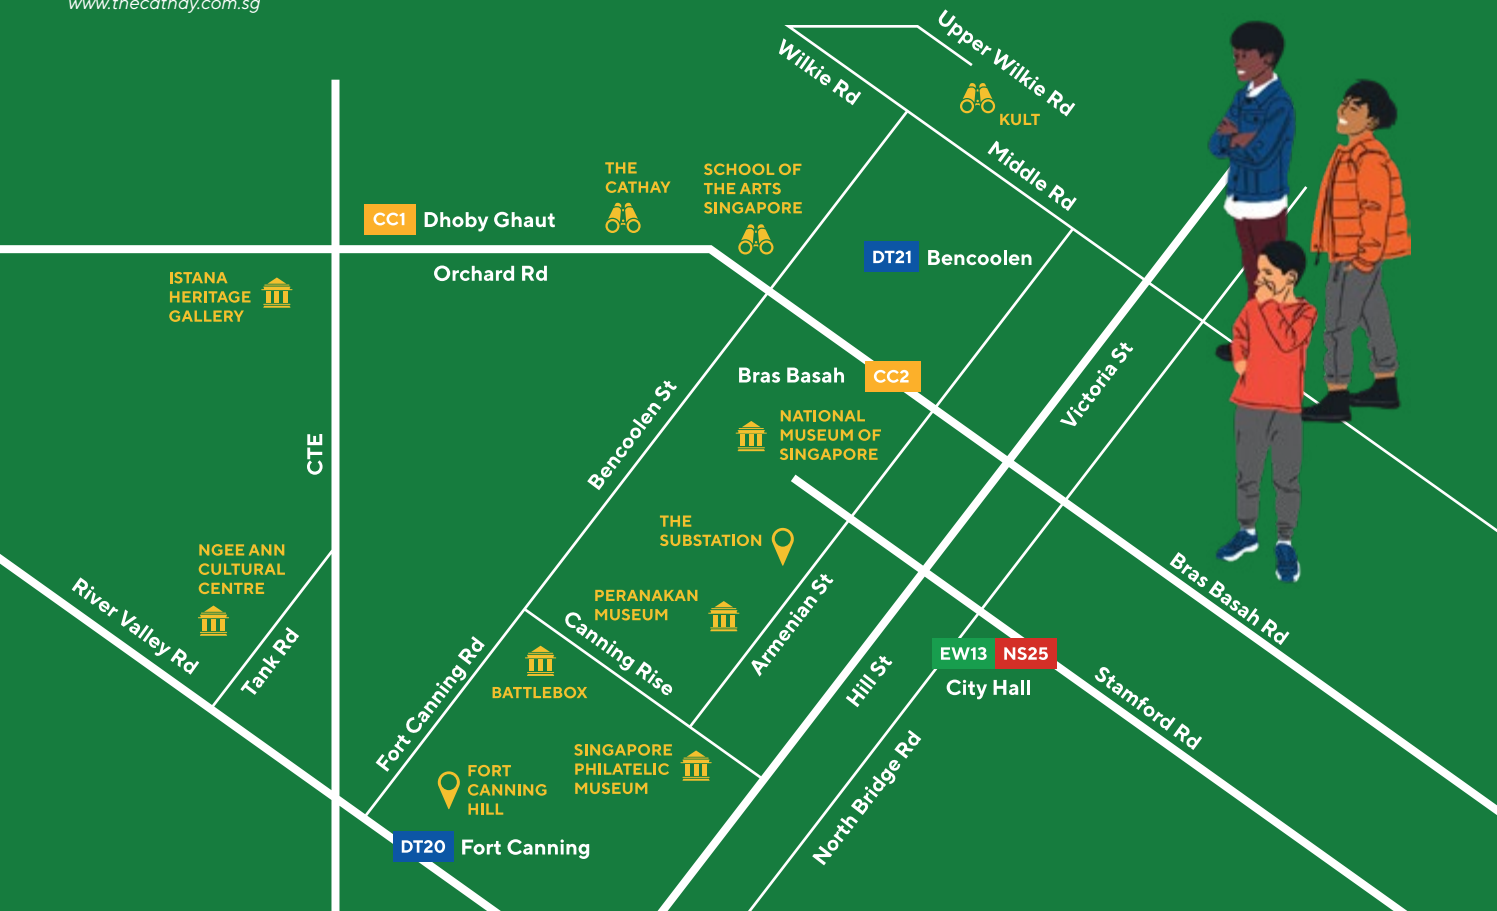 www.thecathay.com.sg
Upper Wilkie Rd
Wilkie Rd
KULT
Middle Rd
THE
CATHAY
SCHOOL OF
THE ARTS
SINGAPORE
CC1 Dhoby Ghaut
Orchard Rd
DT21 Bencoolen
ISTANA
HERITAGE
GALLERY
Bras Basah CC2
Victoria St
NATIONAL
MUSEUM OF
SINGAPORE
Bencoolen St
CTE
THE
SUBSTATION
NGEE ANN
CULTURAL
CENTRE
River Valley Rd
Tank Rd
PERANAKAN
MUSEUM
Armenian St
Bras Basah Rd
Canning Rise
Fort Canning Rd
BATTLEBOX
Hill St
EW13 NS25
City Hall
Stamford Rd
SINGAPORE
PHILATELIC
MUSEUM
FORT
CANNING
HILL
North Bridge Rd
DT20 Fort Canning